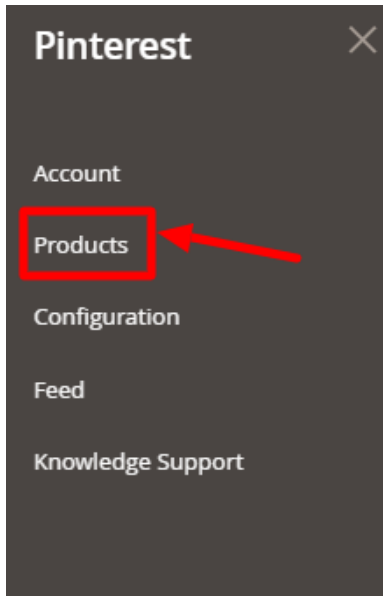 Pinterest
Account
Products
Configuration
Feed
Knowledge Support